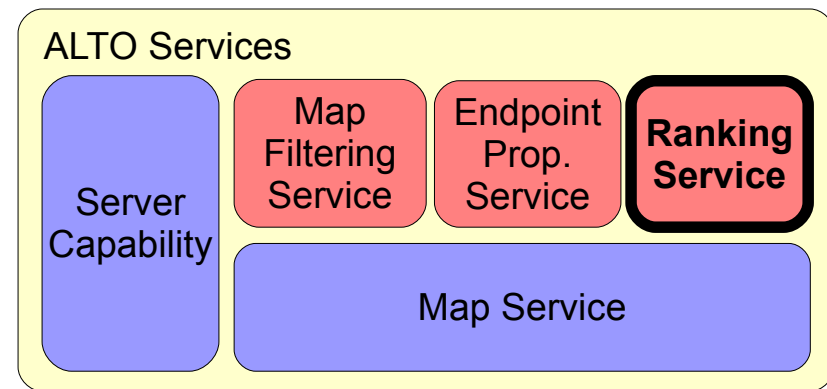 ALTO Services
Server
Capability
Map
Filtering
Service
Endpoint
Prop.
Service
Ranking
Service
Map Service